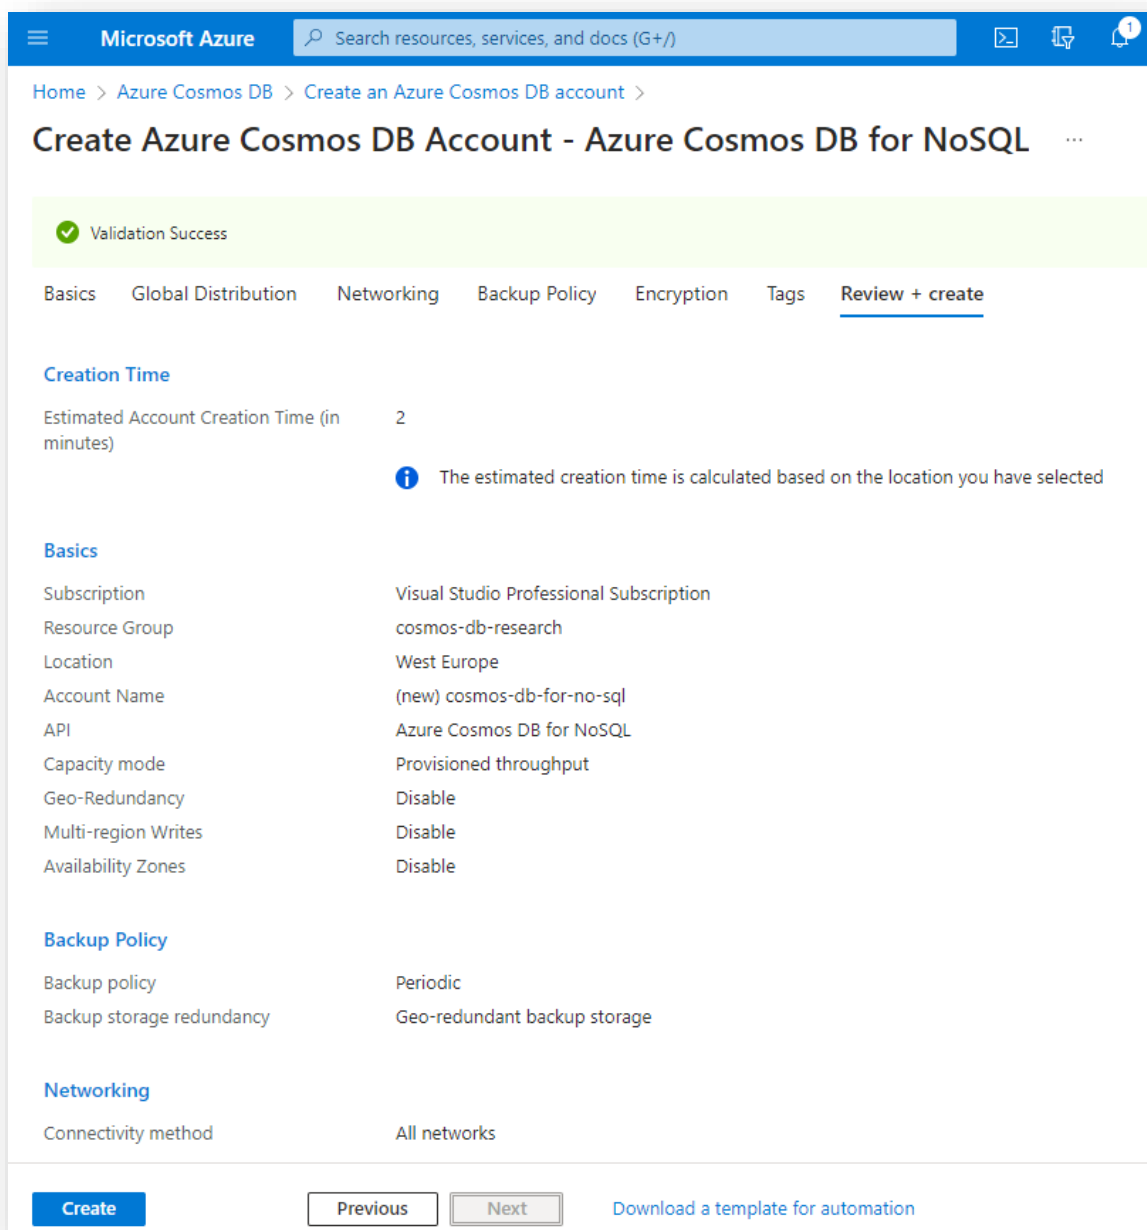 Microsoft Azure
Search resources, services, and docs (G+/)
1
Home > Azure Cosmos DB > Create an Azure Cosmos DB account >
Create Azure Cosmos DB Account - Azure Cosmos DB for NoSQL ...
Validation Success
Basics Global Distribution Networking Backup Policy Encryption Tags Review + create
Creation Time
Estimated Account Creation Time (in minutes) 2
The estimated creation time is calculated based on the location you have selected
Basics
Subscription Visual Studio Professional Subscription
Resource Group cosmos-db-research
Location West Europe
Account Name (new) cosmos-db-for-no-sql
API Azure Cosmos DB for NoSQL
Capacity mode Provisioned throughput
Geo-Redundancy Disable
Multi-region Writes Disable
Availability Zones Disable
Backup Policy
Backup policy Periodic
Backup storage redundancy Geo-redundant backup storage
Networking
Connectivity method All networks
Create Previous Next Download a template for automation